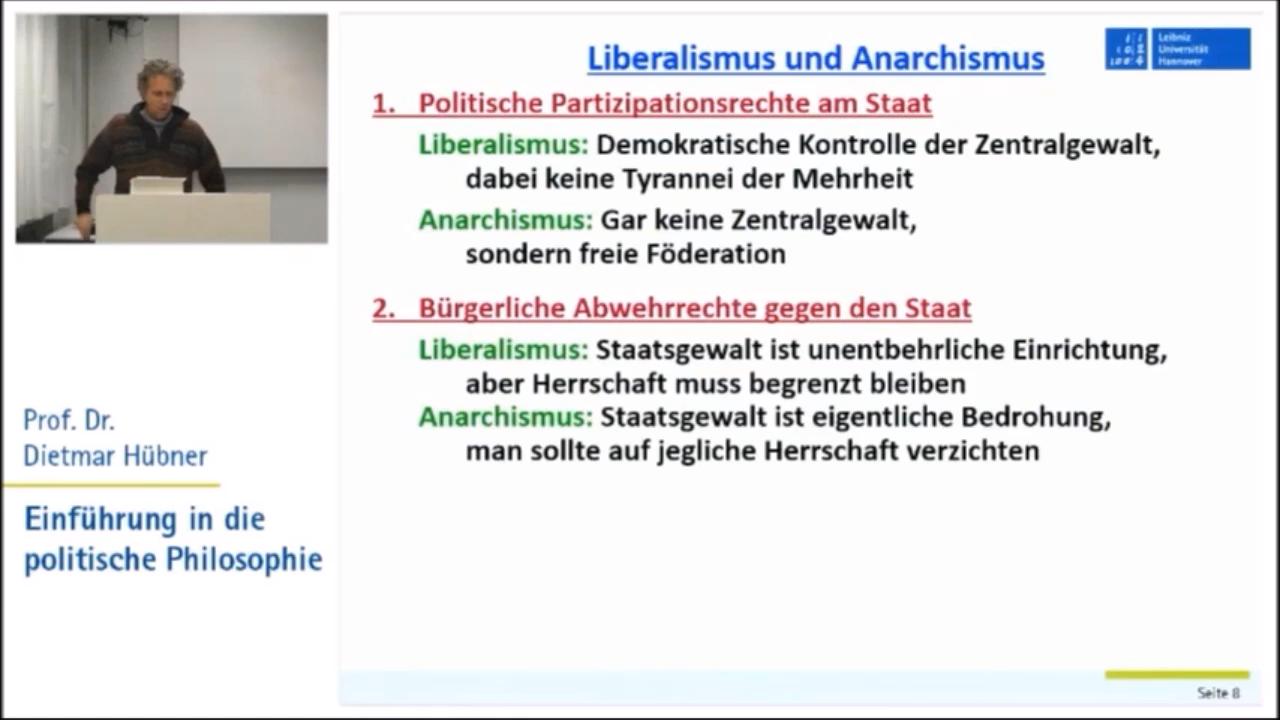 Liberalismus und Anarchismus
Leibniz
Universität
Hannover
1. Politische Partizipationsrechte am Staat
Liberalismus: Demokratische Kontrolle der Zentralgewalt,
dabei keine Tyrannei der Mehrheit
Anarchismus: Gar keine Zentralgewalt,
sondern freie Föderation
2. Bürgerliche Abwehrrechte gegen den Staat
Liberalismus: Staatsgewalt ist unentbehrliche Einrichtung,
aber Herrschaft muss begrenzt bleiben
Anarchismus: Staatsgewalt ist eigentliche Bedrohung,
man sollte auf jegliche Herrschaft verzichten
Prof. Dr.
Dietmar Hübner
Einführung in die
politische Philosophie
Seite 8